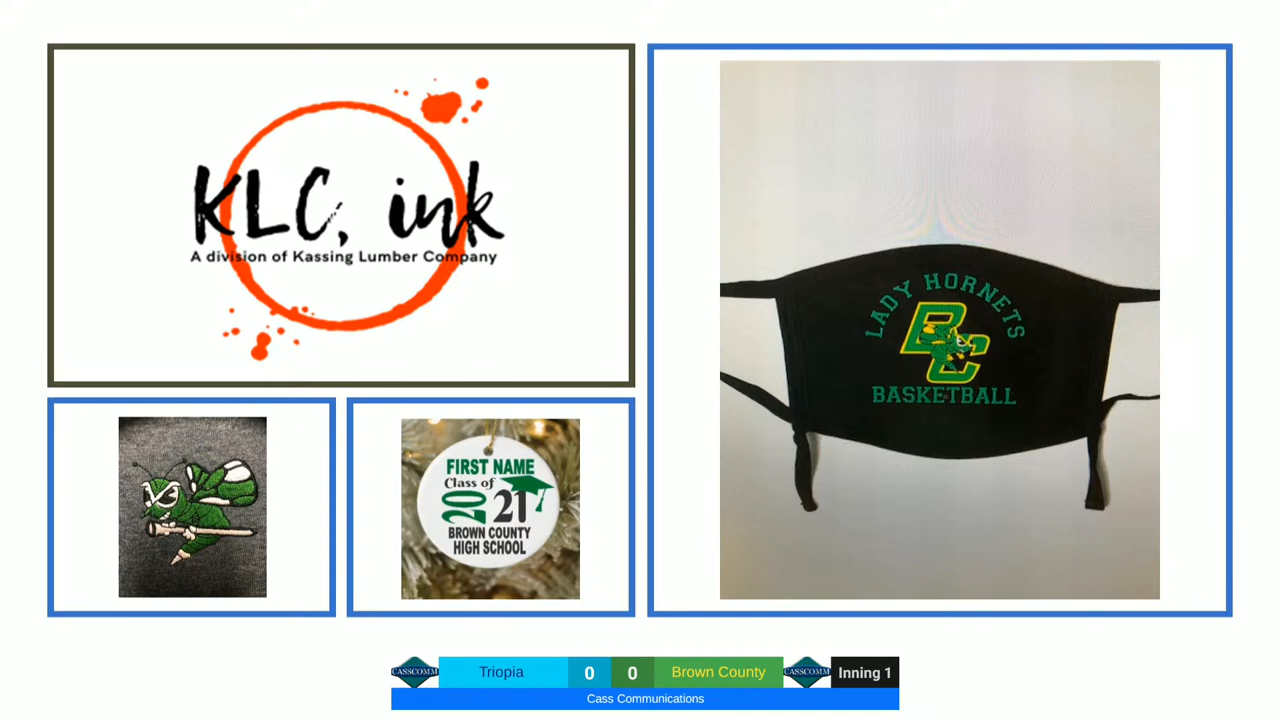 KLC, ink
A division of Kassing Lumber Company
LADY HORNETS
BC
BASKETBALL
FIRST NAME
Class of
2021
BROWN COUNTY
HIGH SCHOOL
CASSCOMM Triopia 0 0 Brown County CASSCOMM Inning 1
Cass Communications